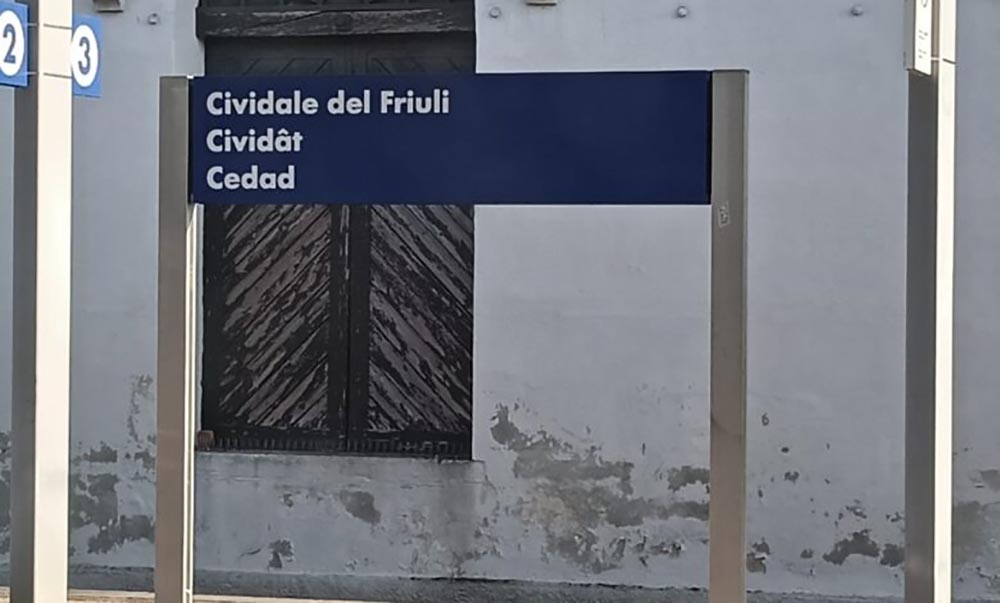 2
3
Cividale del Friuli
Cividât
Cedad